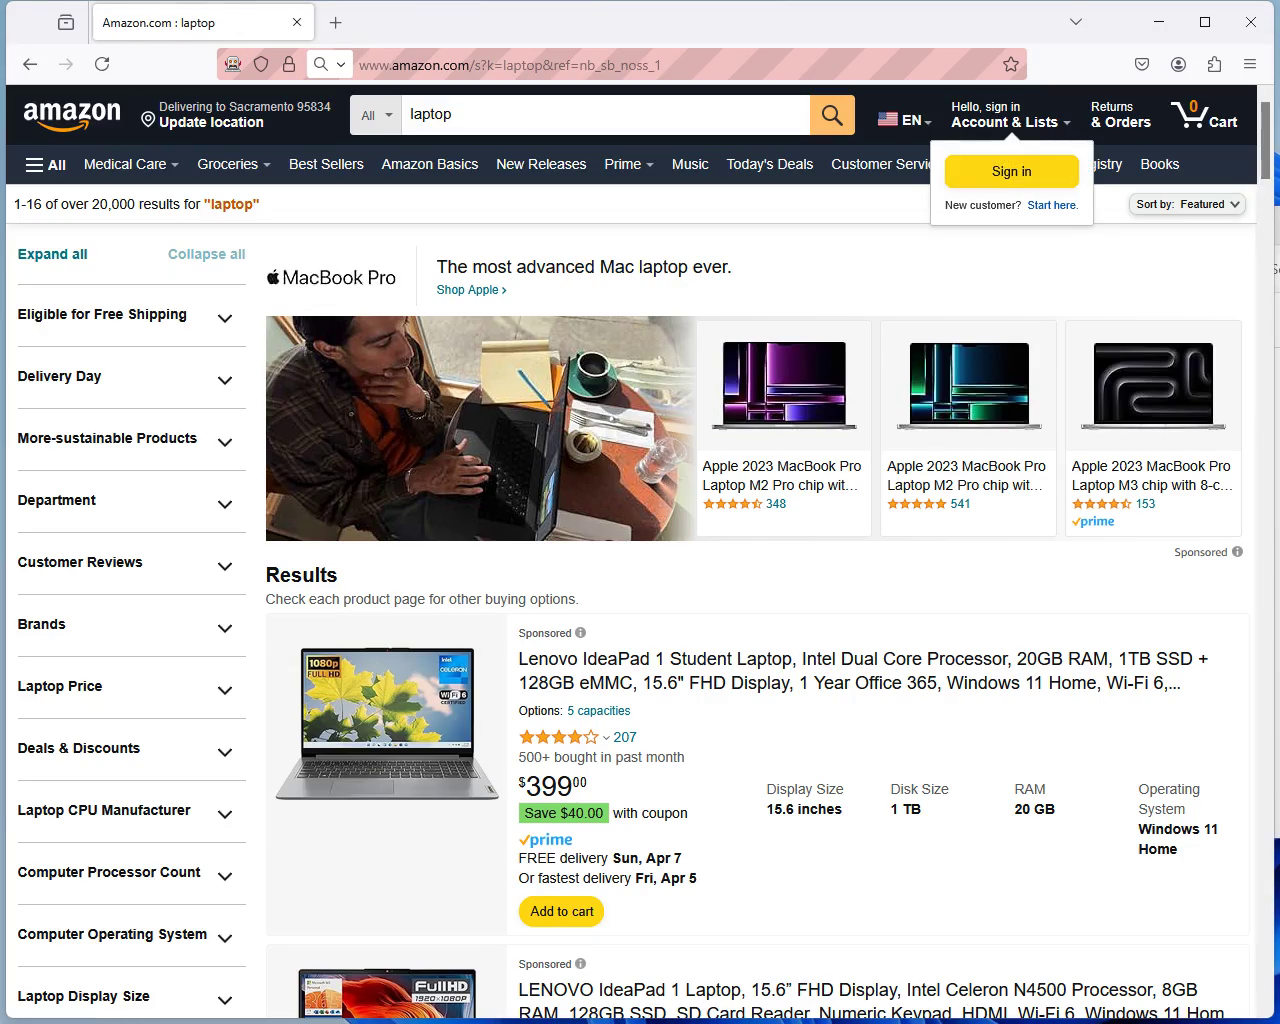 Amazon.com : laptop
www.amazon.com/s?k=laptop&ref=nb_sb_noss_1
amazon
Delivering to Sacramento 95834
Update location
All
laptop
EN
Hello, sign in
Account & Lists
Returns
& Orders
0
Cart
All
Medical Care
Groceries
Best Sellers
Amazon Basics
New Releases
Prime
Music
Today's Deals
Customer Servi
istry
Books
Sign in
New customer? Start here.
1-16 of over 20,000 results for "laptop"
Sort by: Featured
Expand all
Collapse all
Eligible for Free Shipping
Delivery Day
More-sustainable Products
Department
Customer Reviews
Brands
Laptop Price
Deals & Discounts
Laptop CPU Manufacturer
Computer Processor Count
Computer Operating System
Laptop Display Size
MacBook Pro
The most advanced Mac laptop ever.
Shop Apple ›
Apple 2023 MacBook Pro
Laptop M2 Pro chip wit...
348
Apple 2023 MacBook Pro
Laptop M2 Pro chip wit...
541
Apple 2023 MacBook Pro
Laptop M3 chip with 8-c...
153
prime
Sponsored
Results
Check each product page for other buying options.
1080p
FULL HD
intel
CELERON
Wi Fi 6
CERTIFIED
Sponsored
Lenovo IdeaPad 1 Student Laptop, Intel Dual Core Processor, 20GB RAM, 1TB SSD +
128GB eMMC, 15.6" FHD Display, 1 Year Office 365, Windows 11 Home, Wi-Fi 6,...
Options: 5 capacities
207
500+ bought in past month
$39900
Save $40.00 with coupon
prime
FREE delivery Sun, Apr 7
Or fastest delivery Fri, Apr 5
Add to cart
Display Size
15.6 inches
Disk Size
1 TB
RAM
20 GB
Operating
System
Windows 11
Home
FullHD
1920×1080P
Sponsored
LENOVO IdeaPad 1 Laptop, 15.6” FHD Display, Intel Celeron N4500 Processor, 8GB
RAM, 128GB SSD, SD Card Reader, Numeric Keypad, HDMI, Wi-Fi 6, Windows 11 Hom